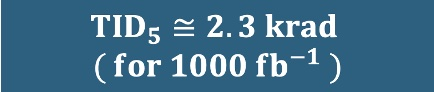 TID₅ ≅ 2.3 krad
( for 1000 fb⁻¹ )